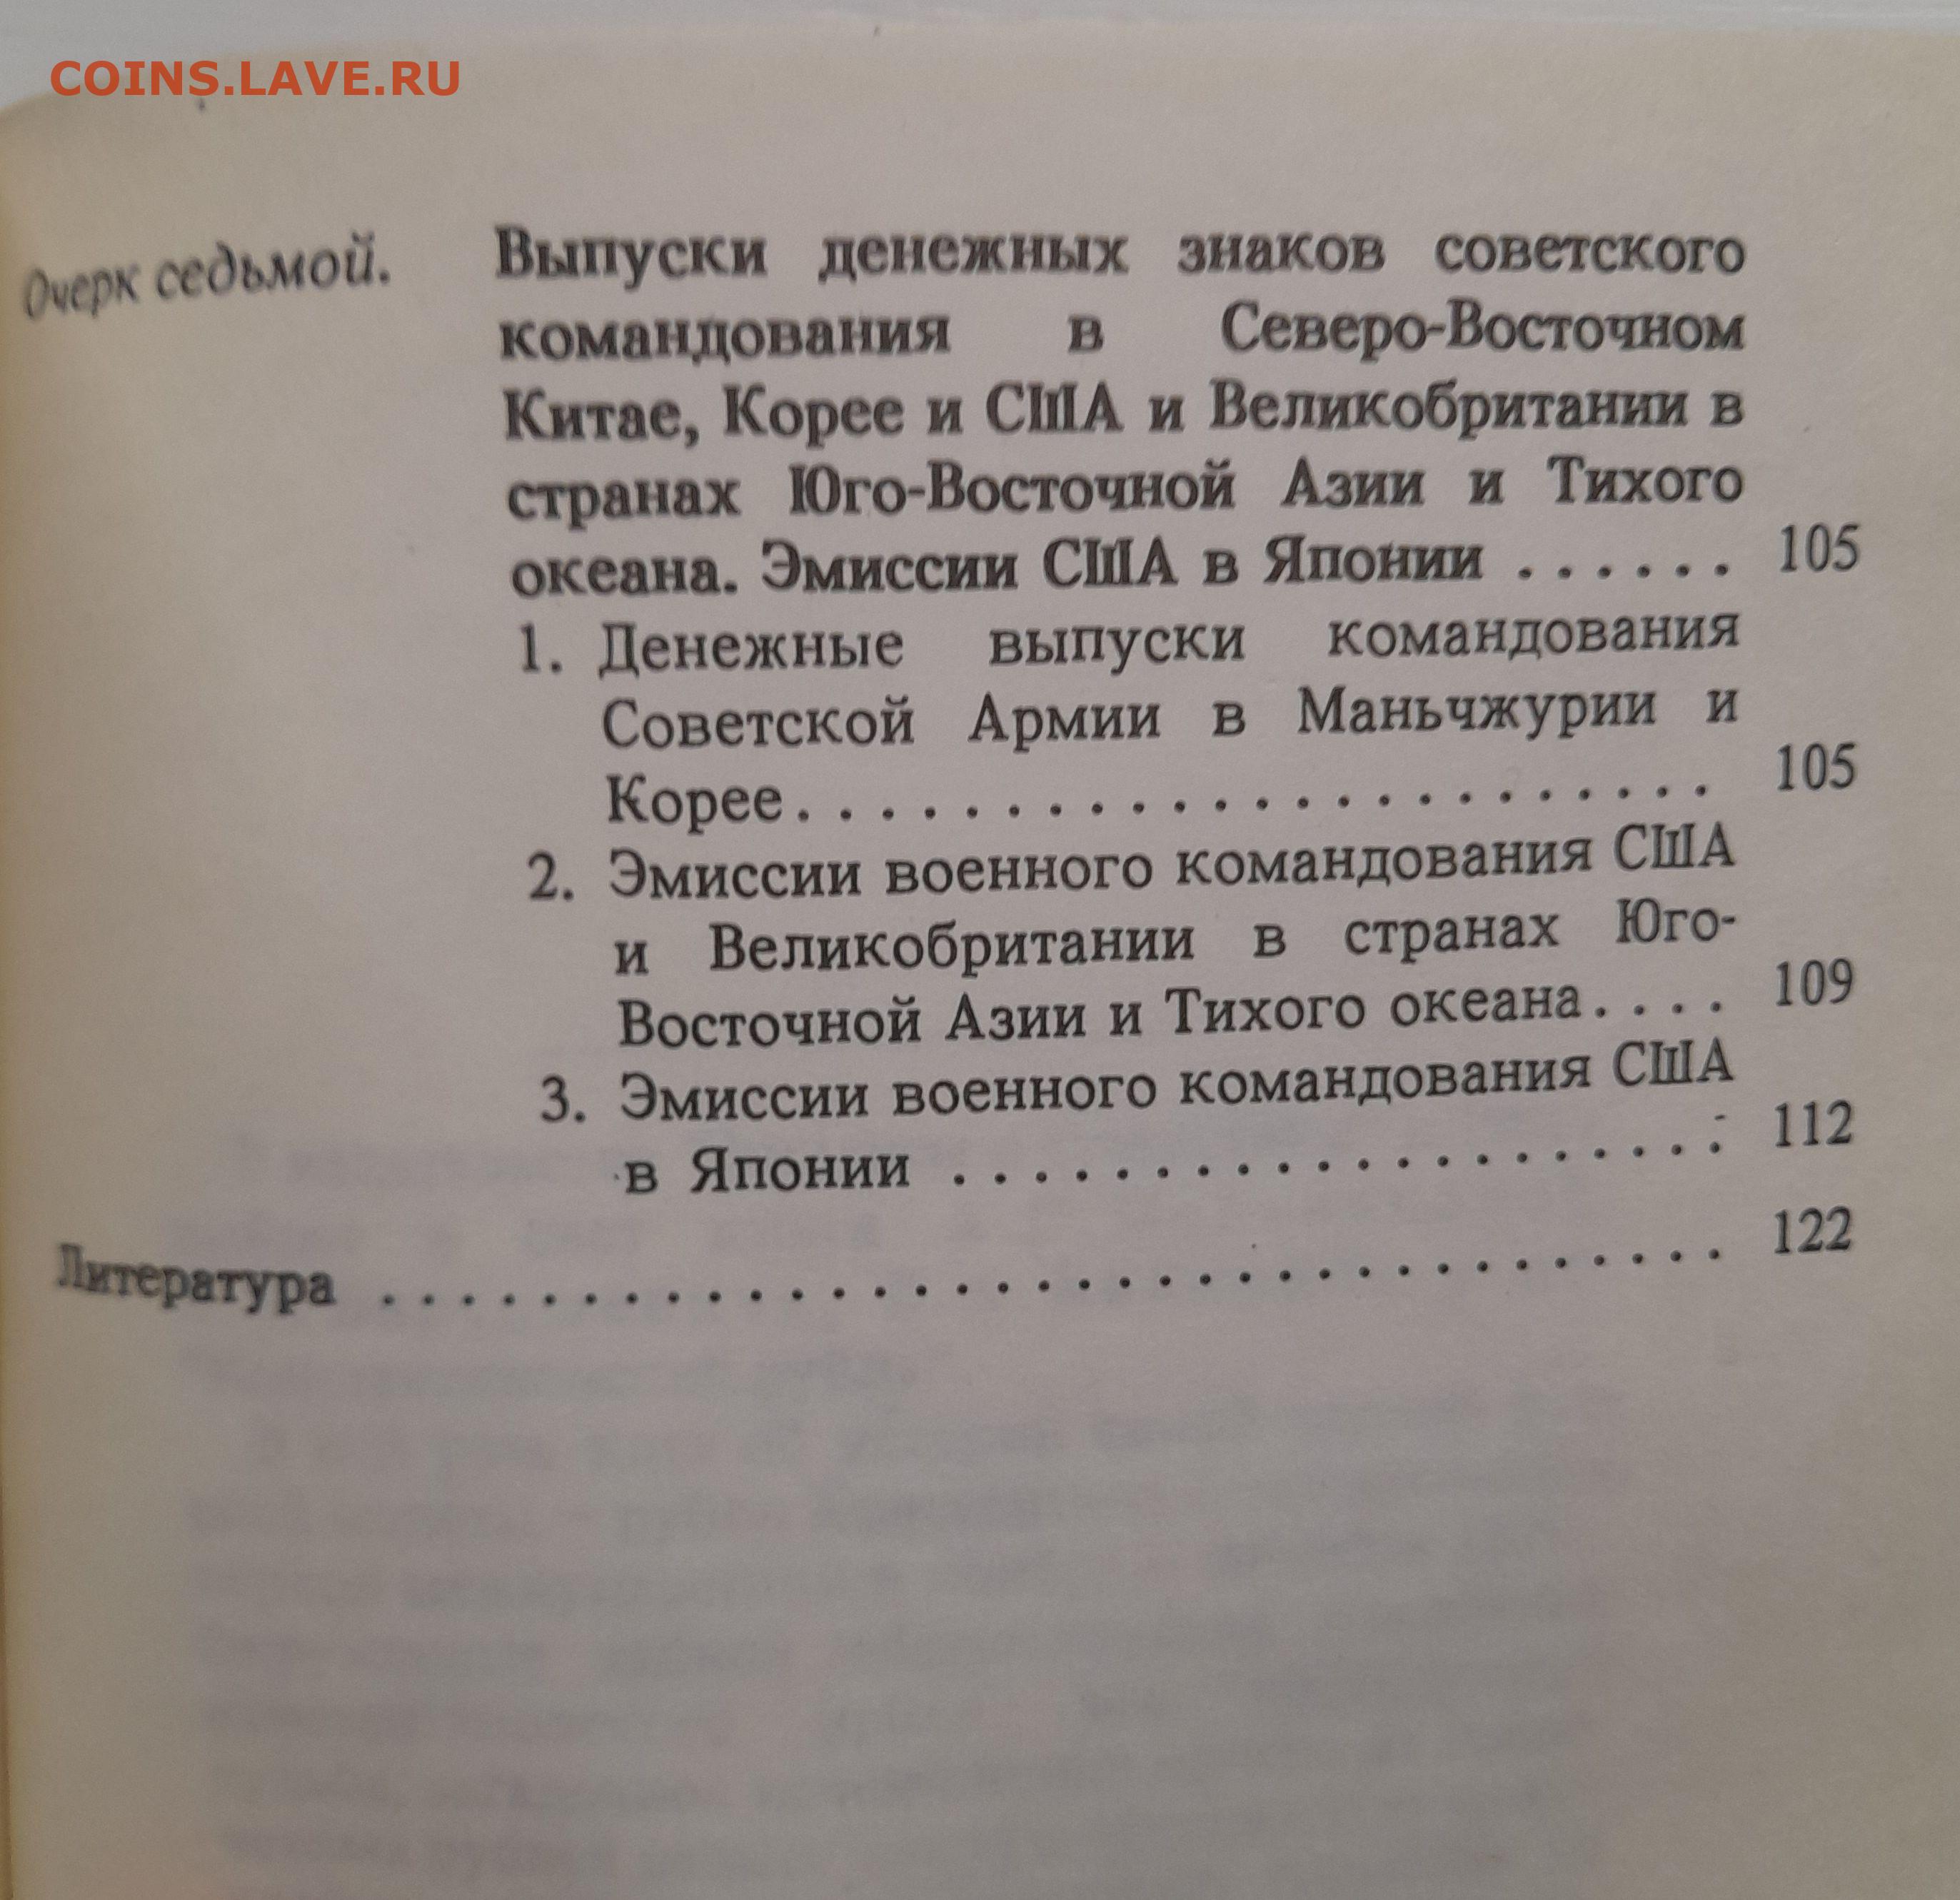 COINS.LAVE.RU
Очерк седьмой. Выпуски денежных знаков советского
командования в Северо-Восточном
Китае, Корее и США и Великобритании в
странах Юго-Восточной Азии и Тихого
океана. Эмиссии США в Японии ...... 105
1. Денежные выпуски командования
Советской Армии в Маньчжурии и
Корее....................... 105
2. Эмиссии военного командования США
и Великобритании в странах Юго-
Восточной Азии и Тихого океана.... 109
3. Эмиссии военного командования США
в Японии ................... 112
Литература ................................. 122